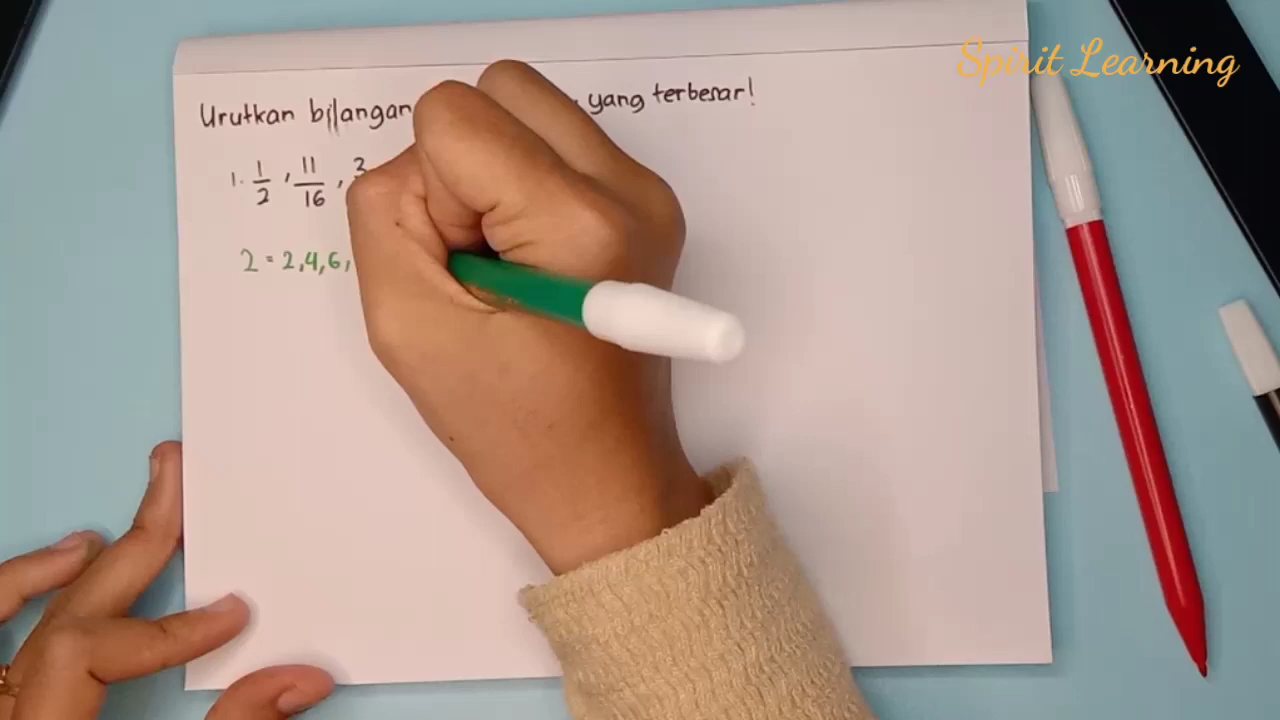 Spirit Learning
Urutkan bilangan yang terbesar!
1. 1/2 , 11/16 , 3
2 = 2,4,6,